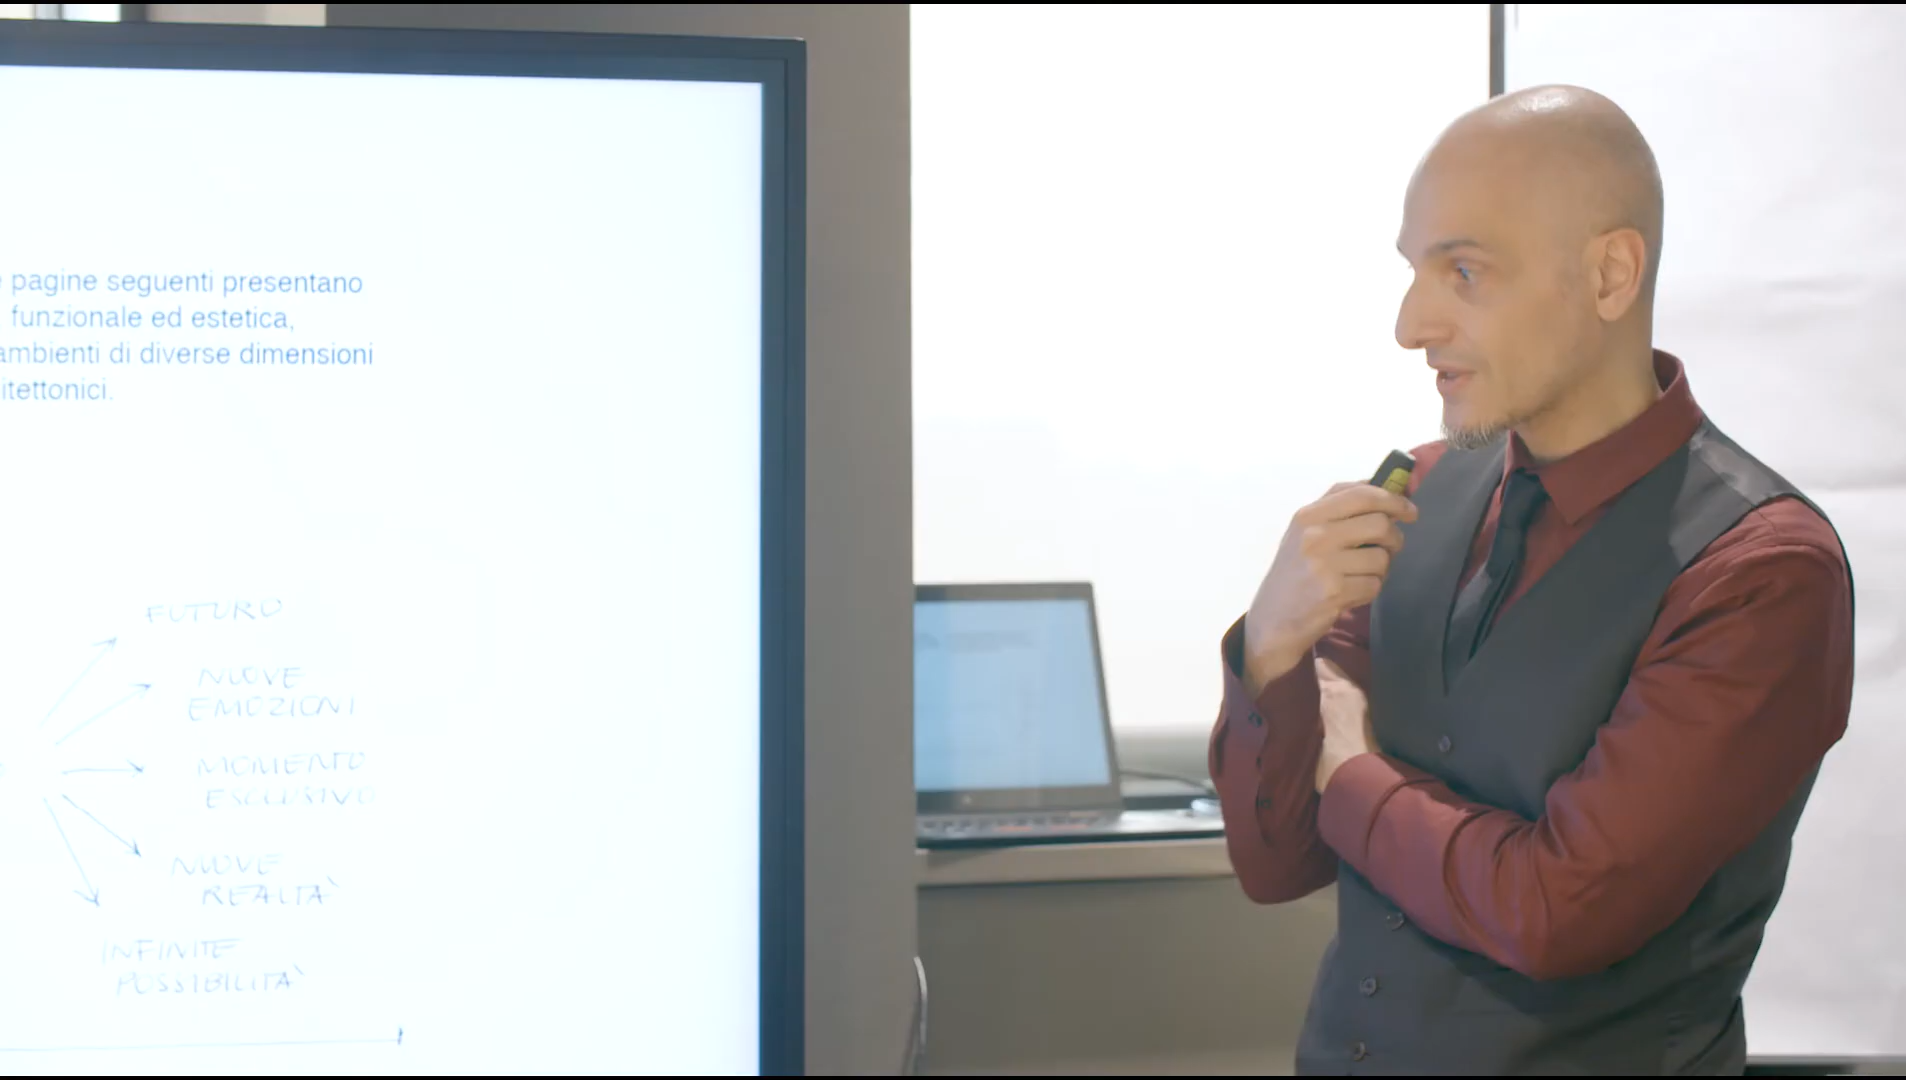 pagine seguenti presentano
funzionale ed estetica,
ambienti di diverse dimensioni
itettonici.
FUTURO
NUOVE
EMOZIONI
MOMENTO
ESCLUSIVO
NUOVE
REALTÀ
INFINITE
POSSIBILITÀ